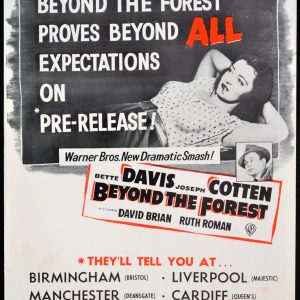 BEYOND THE FOREST
PROVES BEYOND ALL
EXPECTATIONS
ON
*PRE-RELEASE!
Warner Bros. New Dramatic Smash!
BETTE DAVIS JOSEPH COTTEN
BEYOND THE FOREST
DAVID BRIAN RUTH ROMAN
WB
*THEY'LL TELL YOU AT...
BIRMINGHAM (BRISTOL) · LIVERPOOL (MAJESTIC)
MANCHESTER (DEANSGATE) · CARDIFF (QUEEN'S)